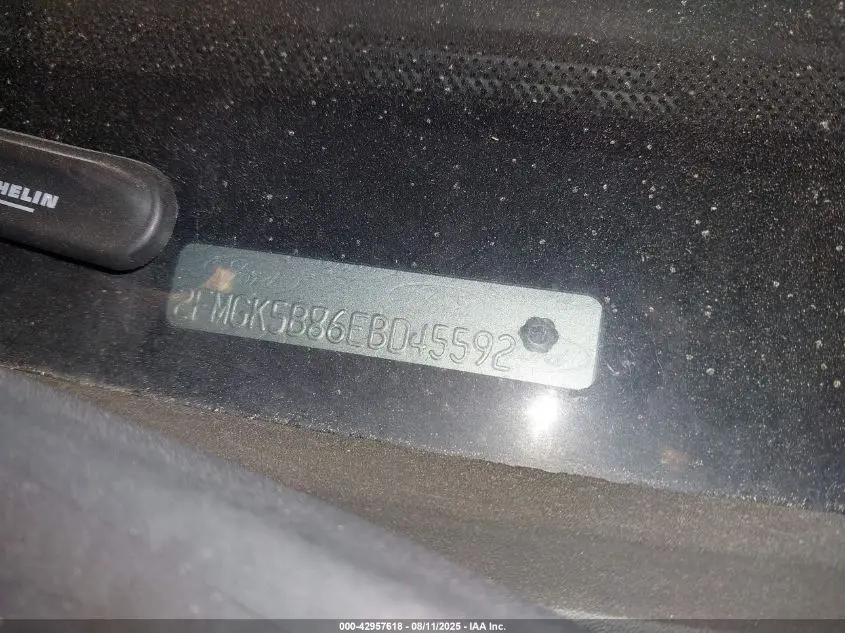 HELIN
2FMGK5B86EBD45592
000-42957618 - 08/11/2025 - IAA Inc.